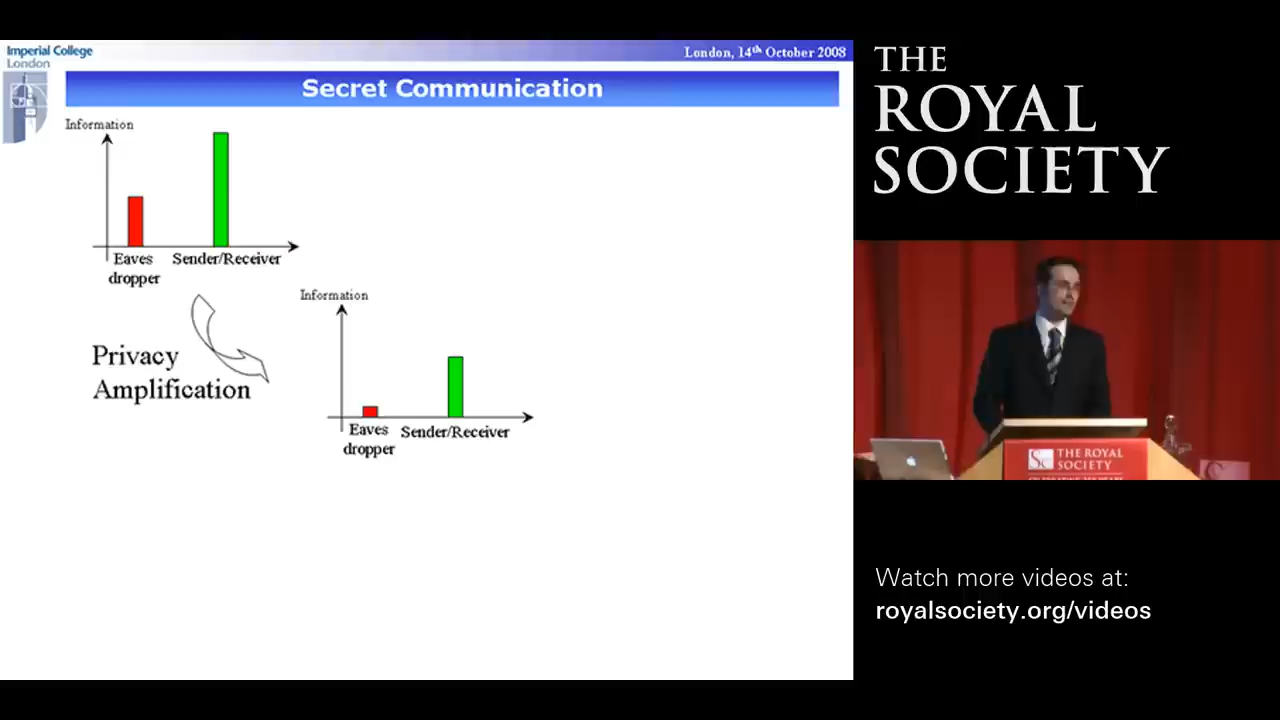 Imperial College
London
London, 14th October 2008
Secret Communication
Information
Eaves
dropper
Sender/Receiver
Privacy
Amplification
Information
Eaves
dropper
Sender/Receiver
THE
ROYAL
SOCIETY
THE ROYAL
SOCIETY
Watch more videos at:
royalsociety.org/videos